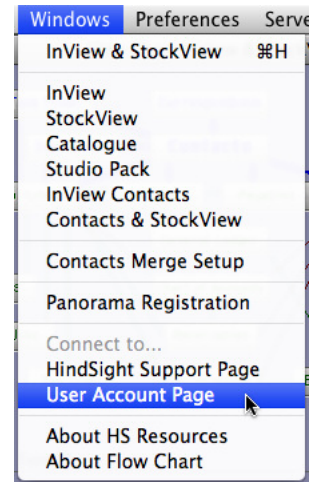 Windows Preferences Serve
InView & StockView ⌘H
InView
StockView
Catalogue
Studio Pack
InView Contacts
Contacts & StockView
Contacts Merge Setup
Panorama Registration
Connect to...
HindSight Support Page
User Account Page
About HS Resources
About Flow Chart